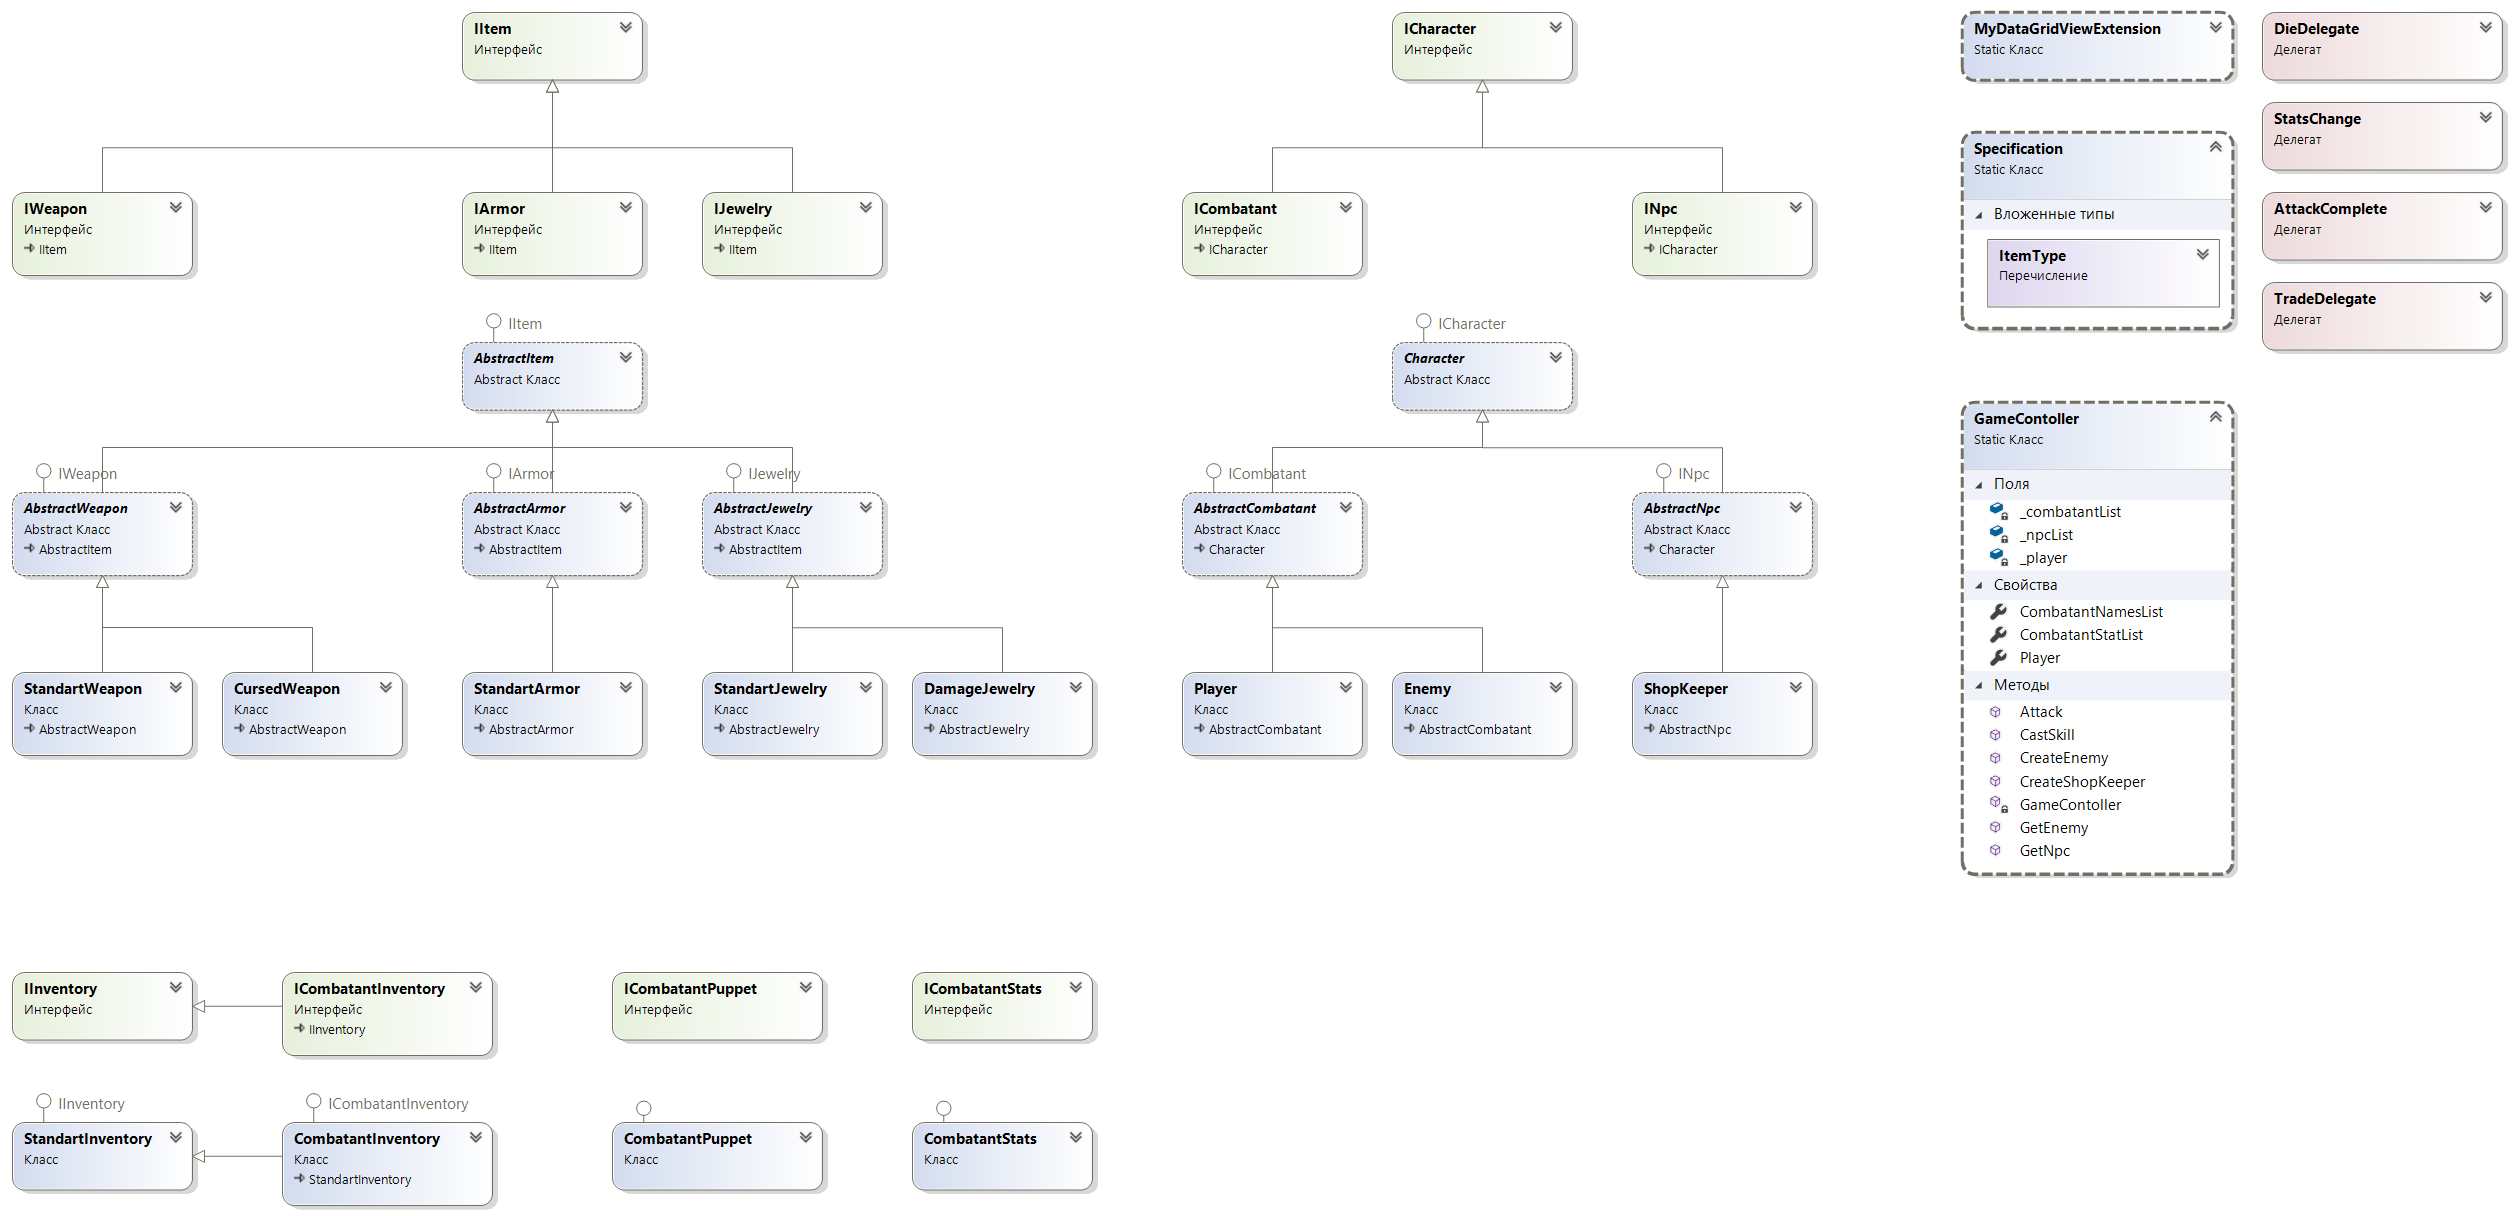 IItem
Интерфейс
ICharacter
Интерфейс
MyDataGridViewExtension
Static Класс
DieDelegate
Делегат
StatsChange
Делегат
Specification
Static Класс
Вложенные типы
ItemType
Перечисление
AttackComplete
Делегат
TradeDelegate
Делегат
IWeapon
Интерфейс
IItem
IArmor
Интерфейс
IItem
IJewelry
Интерфейс
IItem
ICombatant
Интерфейс
ICharacter
INpc
Интерфейс
ICharacter
IItem
AbstractItem
Abstract Класс
ICharacter
Character
Abstract Класс
IWeapon
AbstractWeapon
Abstract Класс
AbstractItem
IArmor
AbstractArmor
Abstract Класс
AbstractItem
IJewelry
AbstractJewelry
Abstract Класс
AbstractItem
ICombatant
AbstractCombatant
Abstract Класс
Character
INpc
AbstractNpc
Abstract Класс
Character
GameContoller
Static Класс
Поля
_combatantList
_npcList
_player
Свойства
CombatantNamesList
CombatantStatList
Player
Методы
Attack
CastSkill
CreateEnemy
CreateShopKeeper
GameContoller
GetEnemy
GetNpc
StandartWeapon
Класс
AbstractWeapon
CursedWeapon
Класс
AbstractWeapon
StandartArmor
Класс
AbstractArmor
StandartJewelry
Класс
AbstractJewelry
DamageJewelry
Класс
AbstractJewelry
Player
Класс
AbstractCombatant
Enemy
Класс
AbstractCombatant
ShopKeeper
Класс
AbstractNpc
IInventory
Интерфейс
ICombatantInventory
Интерфейс
IInventory
ICombatantPuppet
Интерфейс
ICombatantStats
Интерфейс
IInventory
StandartInventory
Класс
ICombatantInventory
CombatantInventory
Класс
StandartInventory
CombatantPuppet
Класс
CombatantStats
Класс